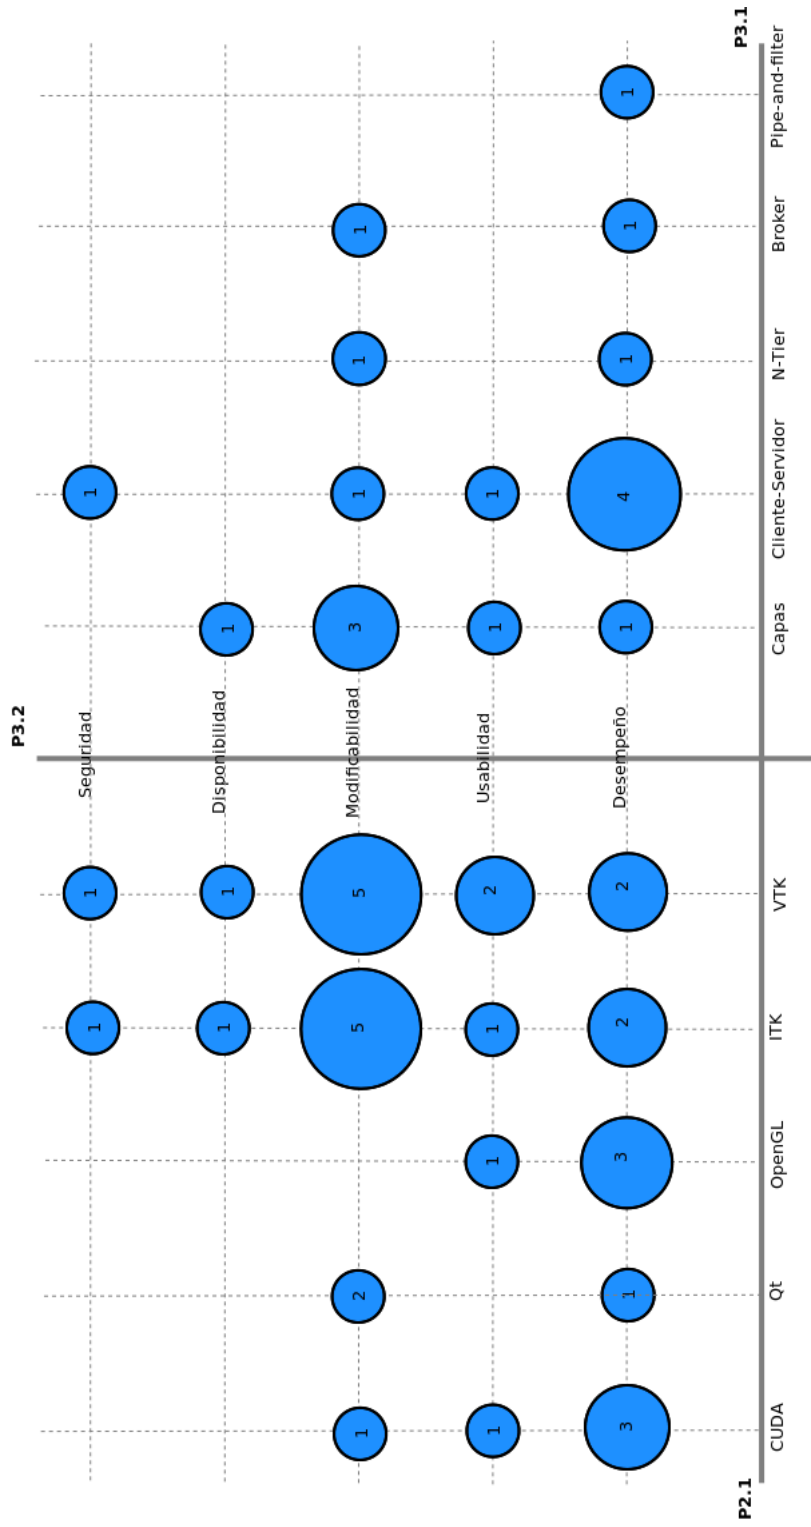 P3.2
1 1 Seguridad 1
1 1 Disponibilidad 1
1 2 5 5 Modificabilidad 3 1 1 1
1 1 1 2 Usabilidad 1 1
3 1 3 2 2 Desempeño 1 4 1 1 1
P2.1 P3.1
CUDA Qt OpenGL ITK VTK Capas Cliente-Servidor N-Tier Broker Pipe-and-filter